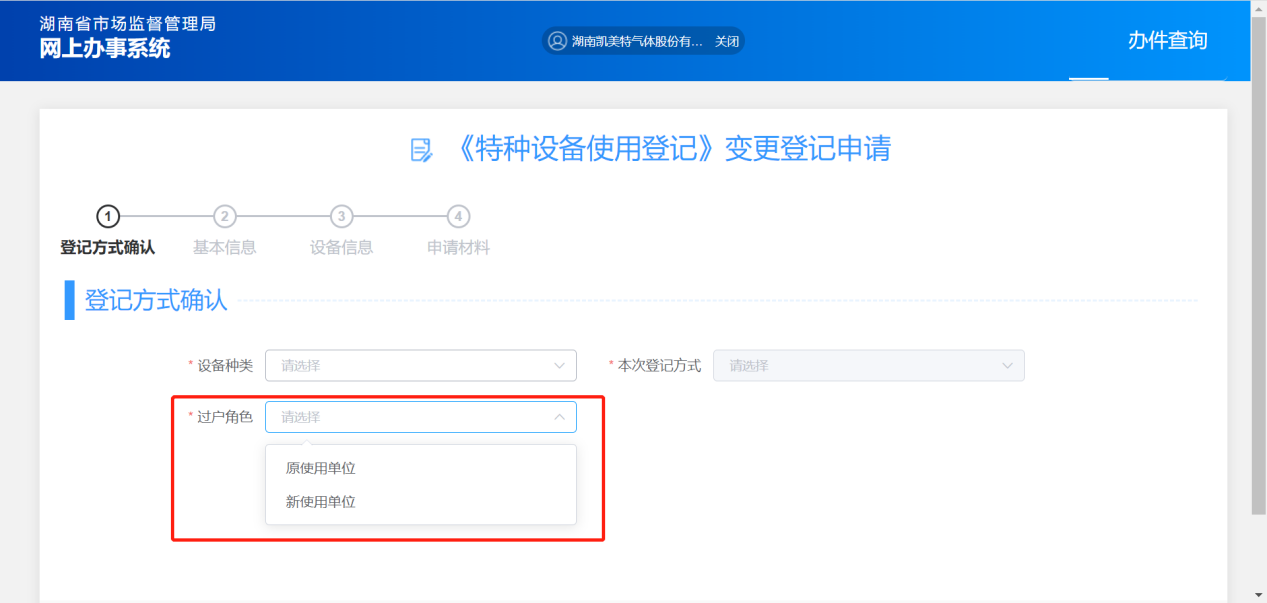 湖南省市场监督管理局
网上办事系统
湖南凯美特气体股份有... 关闭
办件查询
《特种设备使用登记》变更登记申请
1 2 3 4
登记方式确认 基本信息 设备信息 申请材料
登记方式确认
* 设备种类 请选择 * 本次登记方式 请选择
* 过户角色 请选择
原使用单位
新使用单位